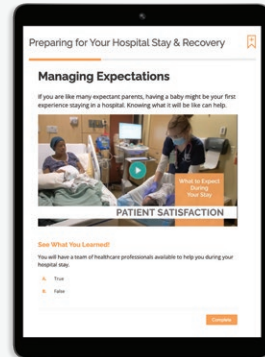 Preparing for Your Hospital Stay & Recovery
Managing Expectations
If you are like many expectant parents, having a baby might be your first
experience staying in a hospital. Knowing what it will be like can help.
What to Expect
During
Your Stay
PATIENT SATISFACTION
See What You Learned!
You will have a team of healthcare professionals available to help you during your
hospital stay.
True
False
Complete